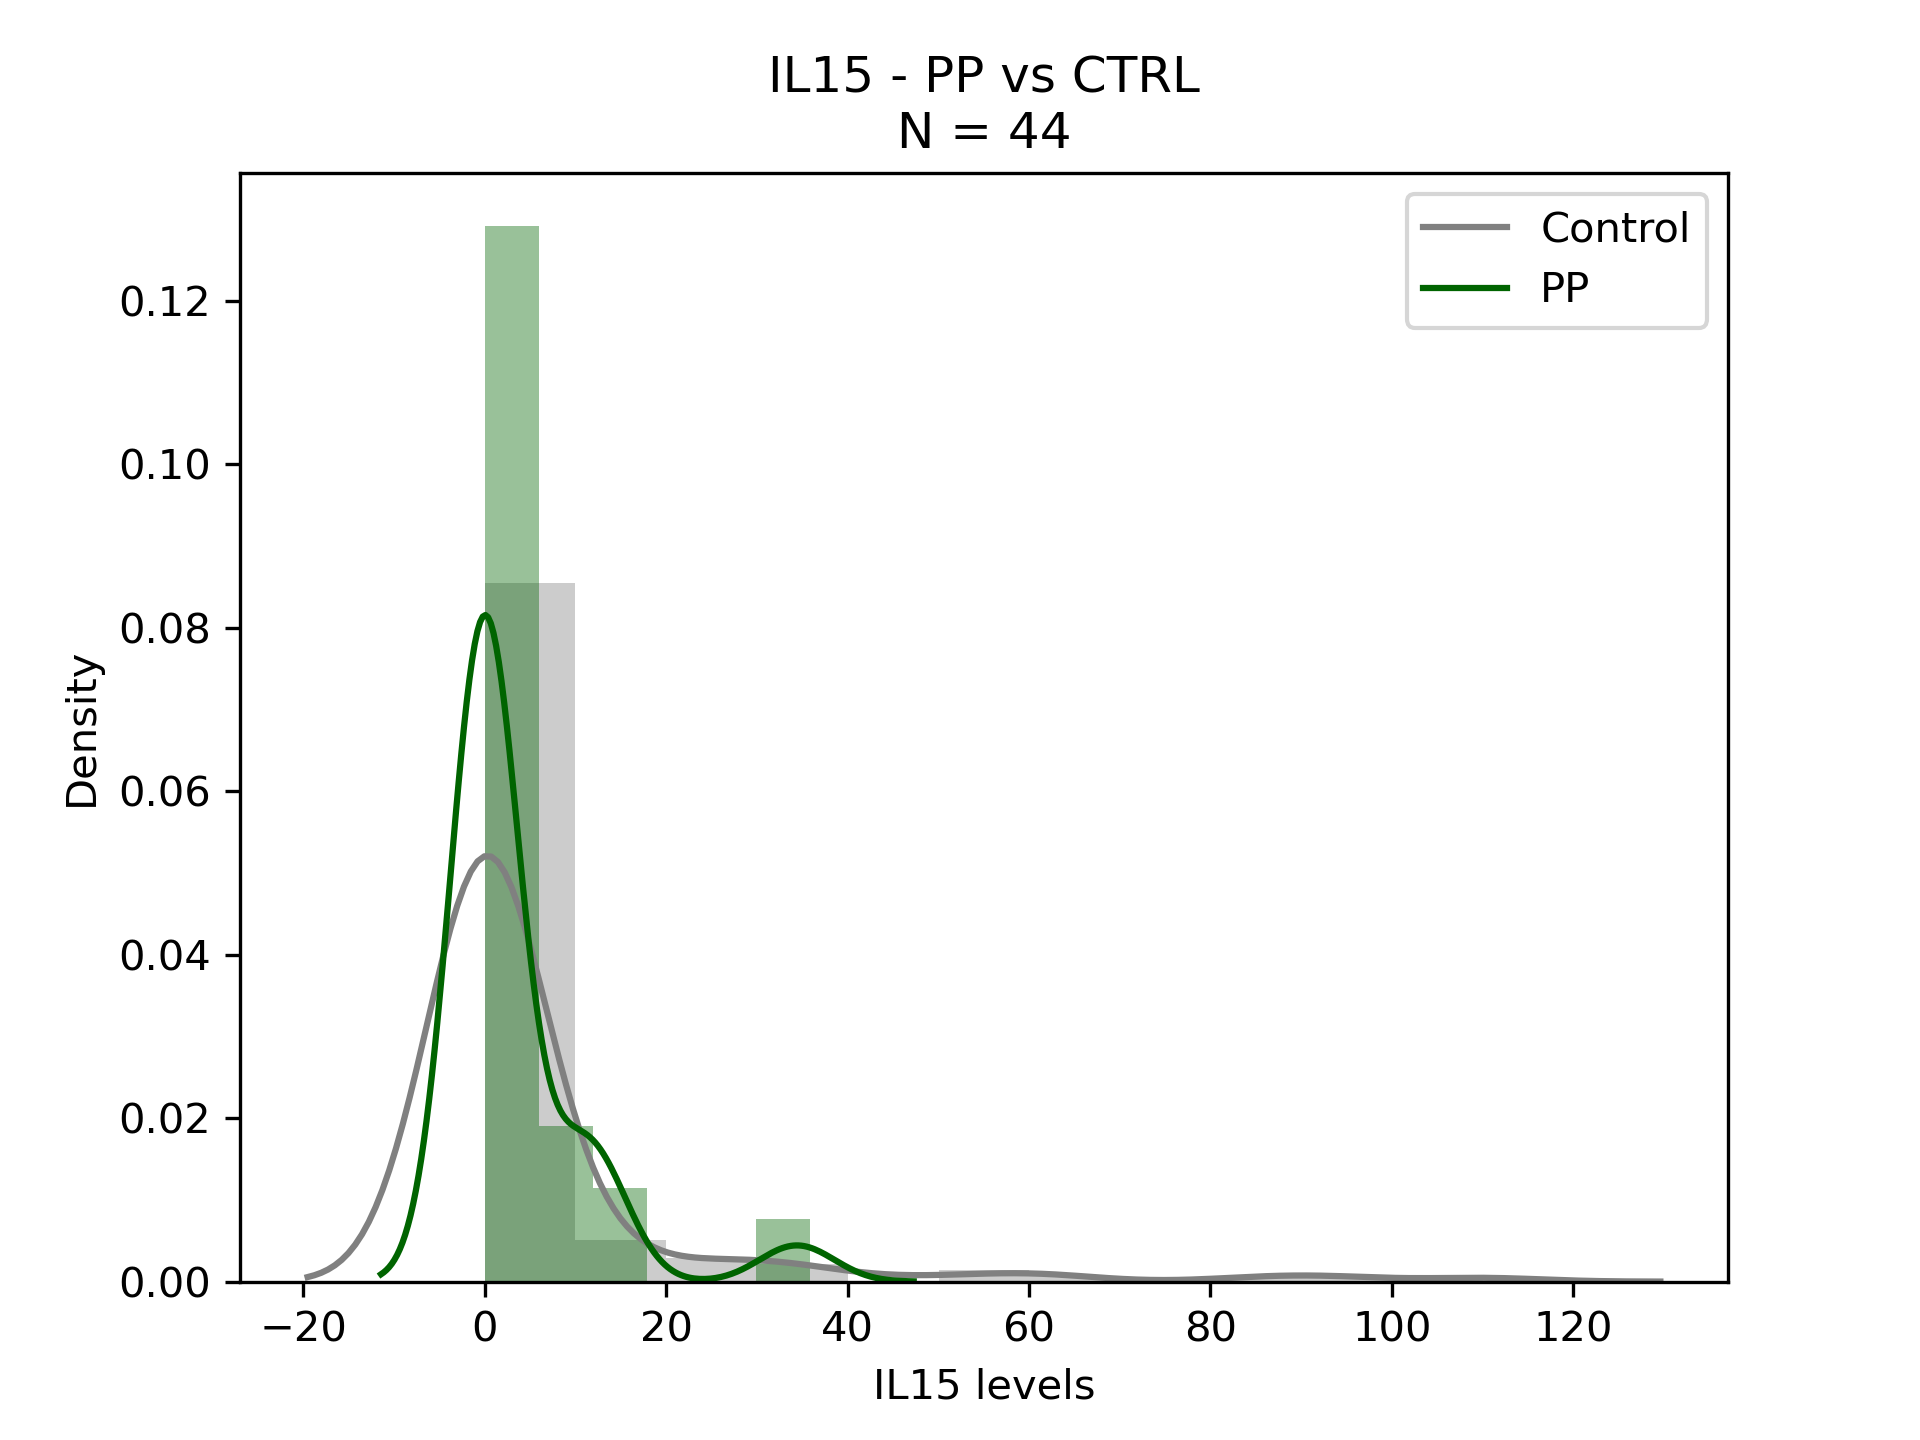 IL15 - PP vs CTRL
N = 44
Control
PP
0.12
0.10
0.08
0.06
0.04
0.02
0.00
Density
−20 0 20 40 60 80 100 120
IL15 levels